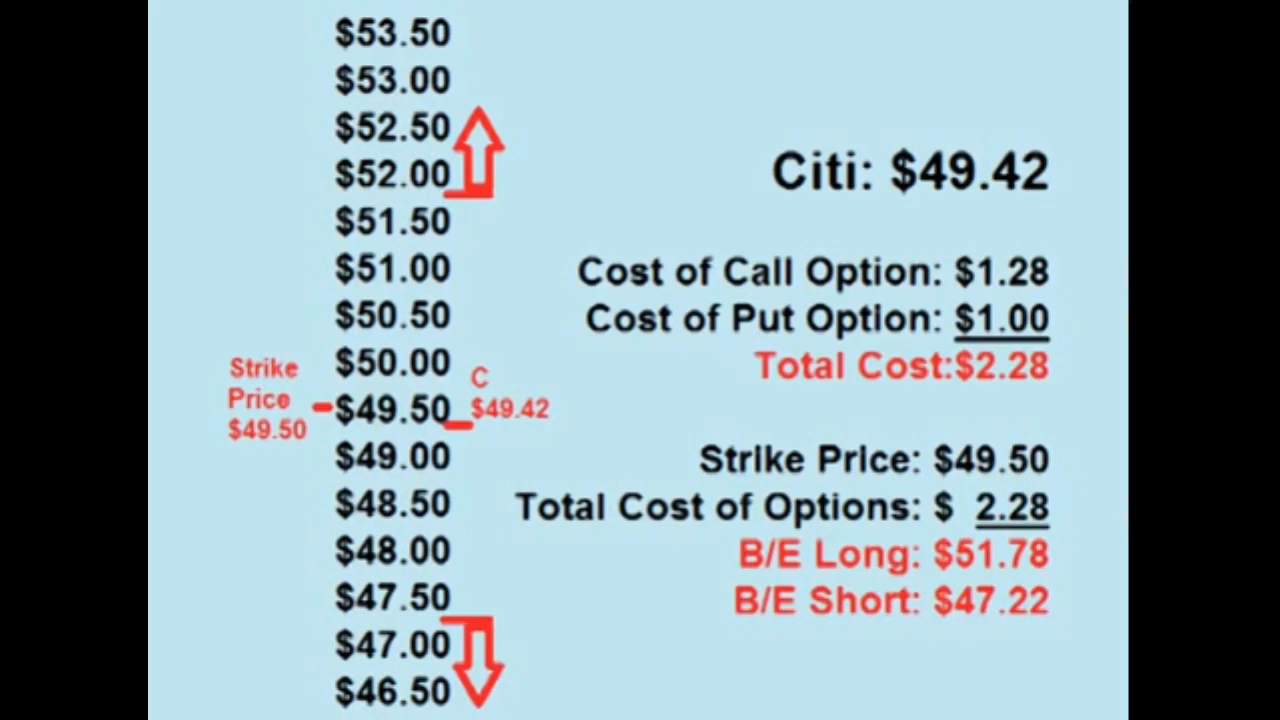 $53.50
$53.00
$52.50
$52.00
$51.50
$51.00
$50.50
$50.00
$49.50
$49.00
$48.50
$48.00
$47.50
$47.00
$46.50
Strike
Price
$49.50
C
$49.42
Citi: $49.42
Cost of Call Option: $1.28
Cost of Put Option: $1.00
Total Cost:$2.28
Strike Price: $49.50
Total Cost of Options: $ 2.28
B/E Long: $51.78
B/E Short: $47.22